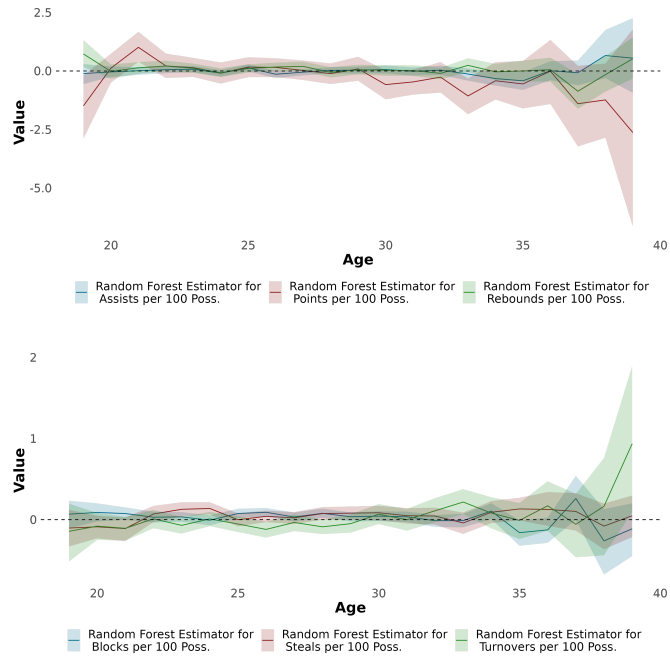 2.5
0.0
-2.5
-5.0
Value
20 25 30 35 40
Age
Random Forest Estimator for Assists per 100 Poss.
Random Forest Estimator for Points per 100 Poss.
Random Forest Estimator for Rebounds per 100 Poss.
2
1
0
Value
20 25 30 35 40
Age
Random Forest Estimator for Blocks per 100 Poss.
Random Forest Estimator for Steals per 100 Poss.
Random Forest Estimator for Turnovers per 100 Poss.